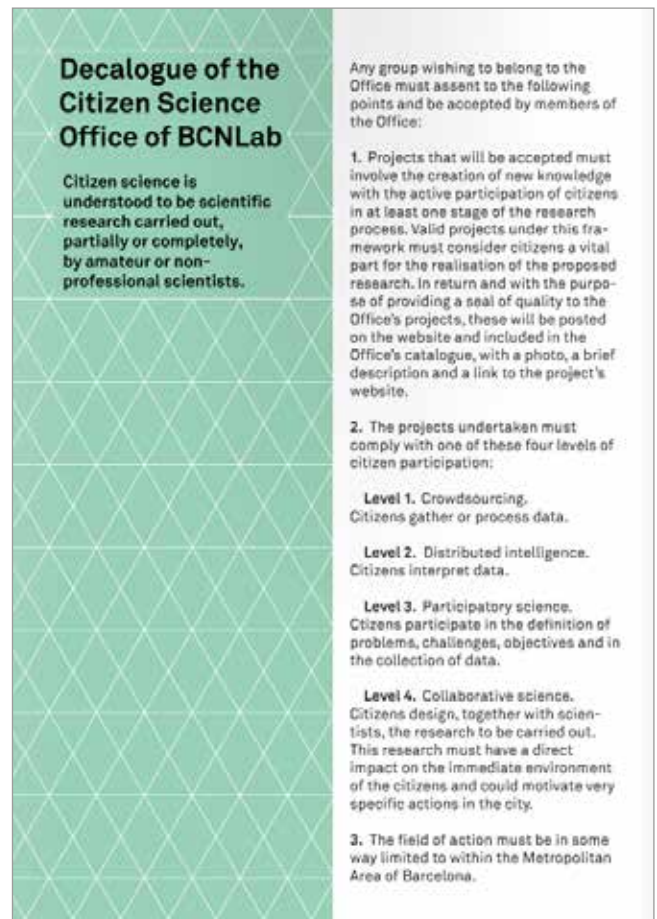 Decalogue of the
Citizen Science
Office of BCNLab
Citizen science is
understood to be scientific
research carried out,
partially or completely,
by amateur or non-
professional scientists.
Any group wishing to belong to the
Office must assent to the following
points and be accepted by members of
the Office:
1. Projects that will be accepted must
involve the creation of new knowledge
with the active participation of citizens
in at least one stage of the research
process. Valid projects under this fra-
mework must consider citizens a vital
part for the realisation of the proposed
research. In return and with the purpo-
se of providing a seal of quality to the
Office's projects, these will be posted
on the website and included in the
Office's catalogue, with a photo, a brief
description and a link to the project's
website.
2. The projects undertaken must
comply with one of these four levels of
citizen participation:
Level 1. Crowdsourcing.
Citizens gather or process data.
Level 2. Distributed intelligence.
Citizens interpret data.
Level 3. Participatory science.
Ctizens participate in the definition of
problems, challenges, objectives and in
the collection of data.
Level 4. Collaborative science.
Citizens design, together with scien-
tists, the research to be carried out.
This research must have a direct
impact on the immediate environment
of the citizens and could motivate very
specific actions in the city.
3. The field of action must be in some
way limited to within the Metropolitan
Area of Barcelona.